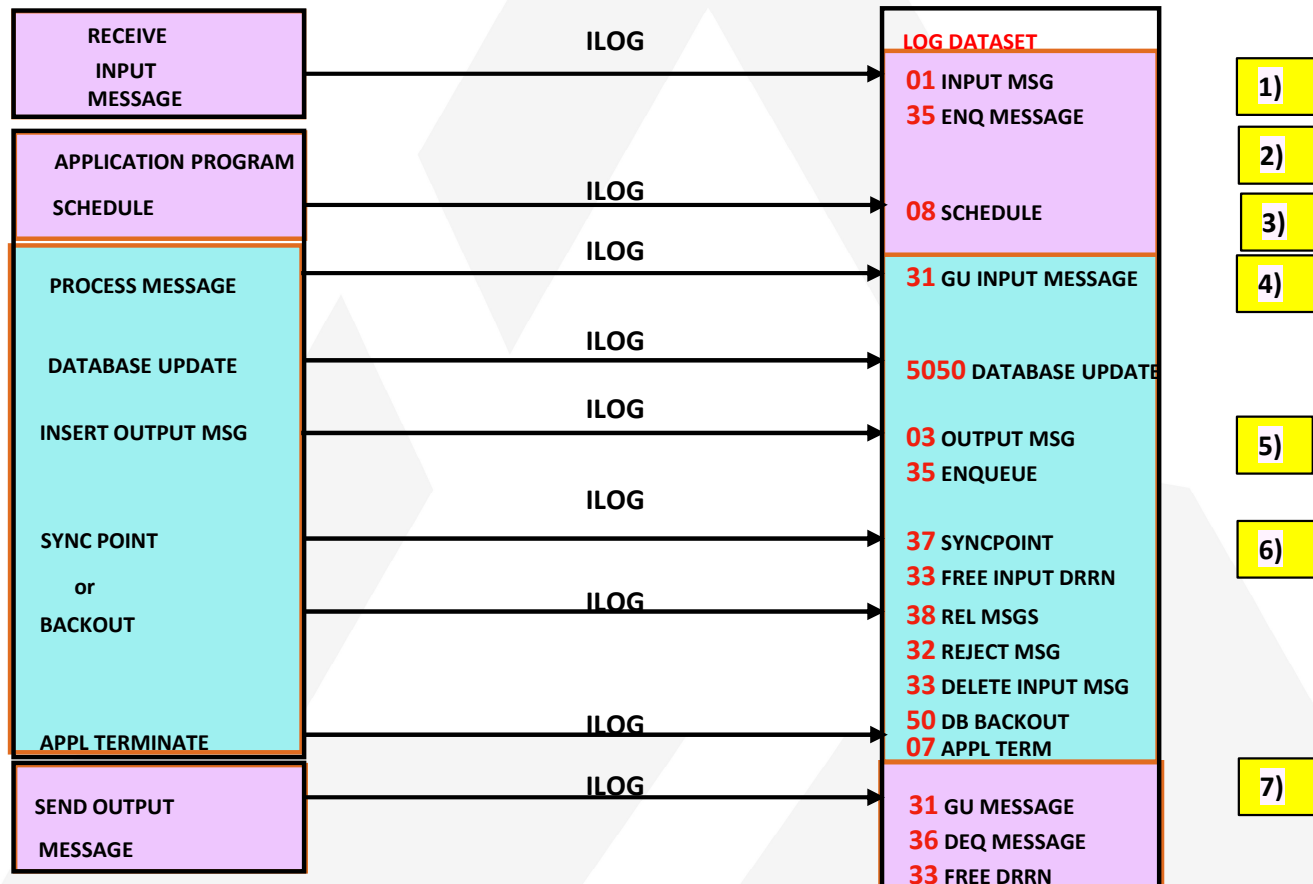 RECEIVE
INPUT
MESSAGE
ILOG
LOG DATASET
01 INPUT MSG
35 ENQ MESSAGE
1)
2)
APPLICATION PROGRAM
SCHEDULE
ILOG
08 SCHEDULE
3)
PROCESS MESSAGE
ILOG
31 GU INPUT MESSAGE
4)
DATABASE UPDATE
ILOG
5050 DATABASE UPDATE
INSERT OUTPUT MSG
ILOG
03 OUTPUT MSG
35 ENQUEUE
5)
SYNC POINT
ILOG
37 SYNCPOINT
33 FREE INPUT DRRN
6)
or
BACKOUT
ILOG
38 REL MSGS
32 REJECT MSG
33 DELETE INPUT MSG
50 DB BACKOUT
APPL TERMINATE
ILOG
07 APPL TERM
SEND OUTPUT
MESSAGE
ILOG
31 GU MESSAGE
36 DEQ MESSAGE
33 FREE DRRN
7)